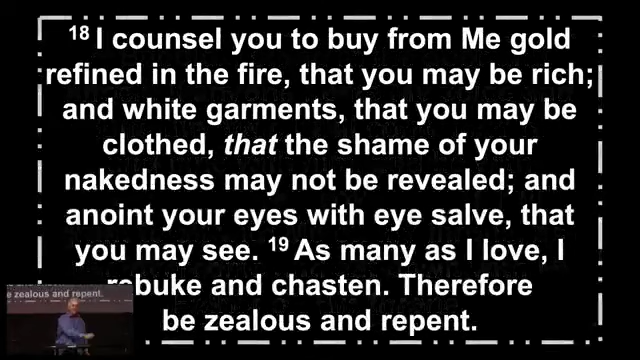 18 I counsel you to buy from Me gold
refined in the fire, that you may be rich;
and white garments, that you may be
clothed, that the shame of your
nakedness may not be revealed; and
anoint your eyes with eye salve, that
you may see. 19 As many as I love, I
rebuke and chasten. Therefore
be zealous and repent.
be zealous and repent.